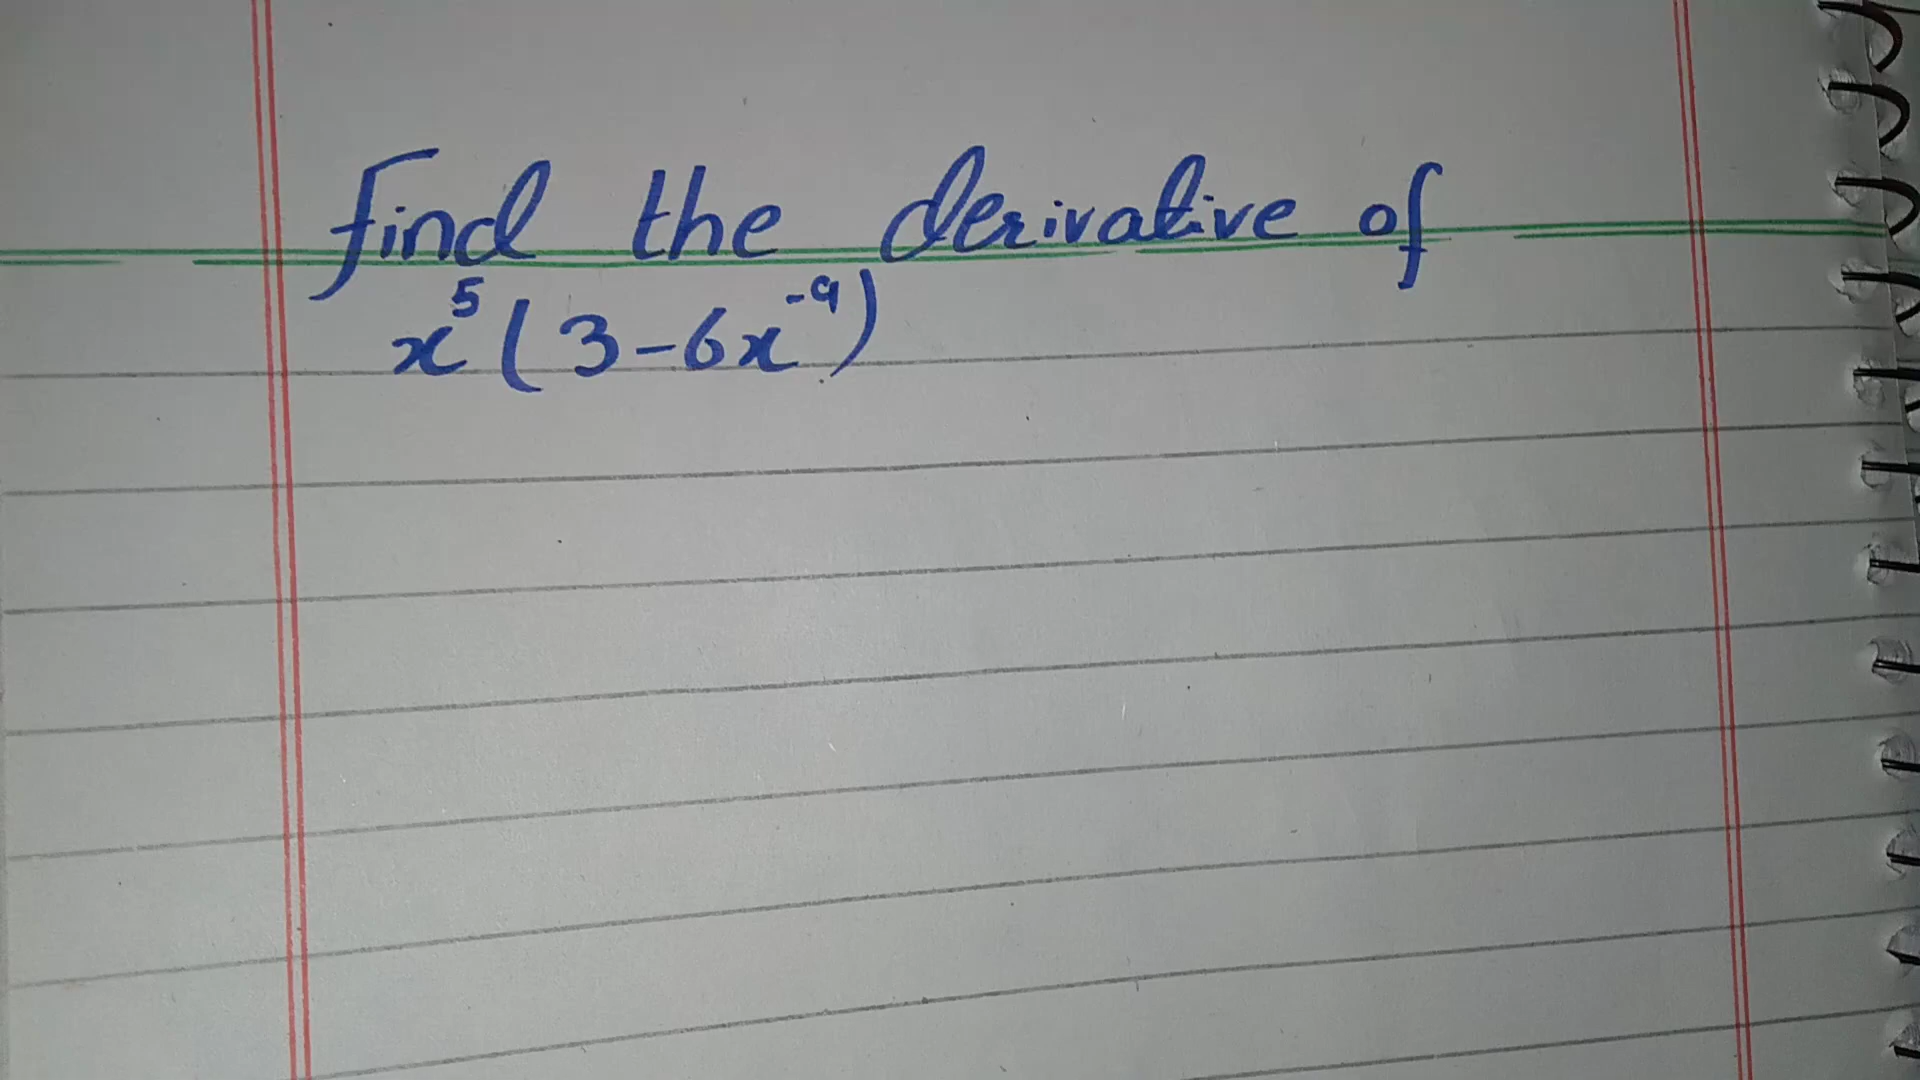 find the derivative of
x⁵(3-6x⁻⁹)